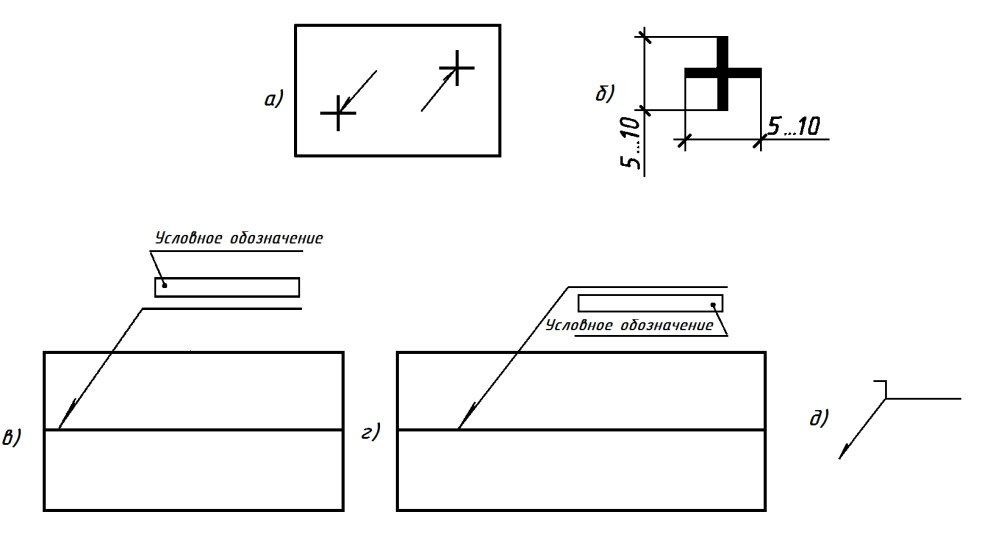 а)
б)
5...10
5...10
Условное обозначение
Условное обозначение
в)
г)
д)